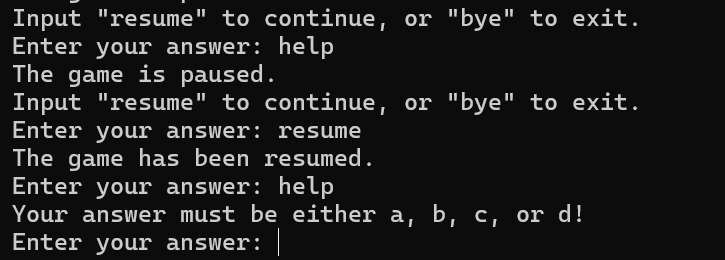 Input "resume" to continue, or "bye" to exit.
Enter your answer: help
The game is paused.
Input "resume" to continue, or "bye" to exit.
Enter your answer: resume
The game has been resumed.
Enter your answer: help
Your answer must be either a, b, c, or d!
Enter your answer: